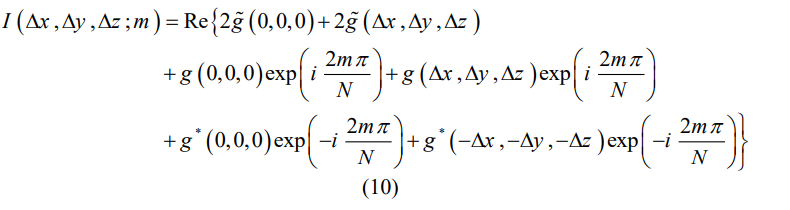 I(Δx,Δy,Δz;m) = Re{2g̃(0,0,0)+2g̃(Δx,Δy,Δz)
+g(0,0,0)exp(i 2mπ/N)+g(Δx,Δy,Δz)exp(i 2mπ/N)
+g*(0,0,0)exp(−i 2mπ/N)+g*(−Δx,−Δy,−Δz)exp(−i 2mπ/N)}
(10)